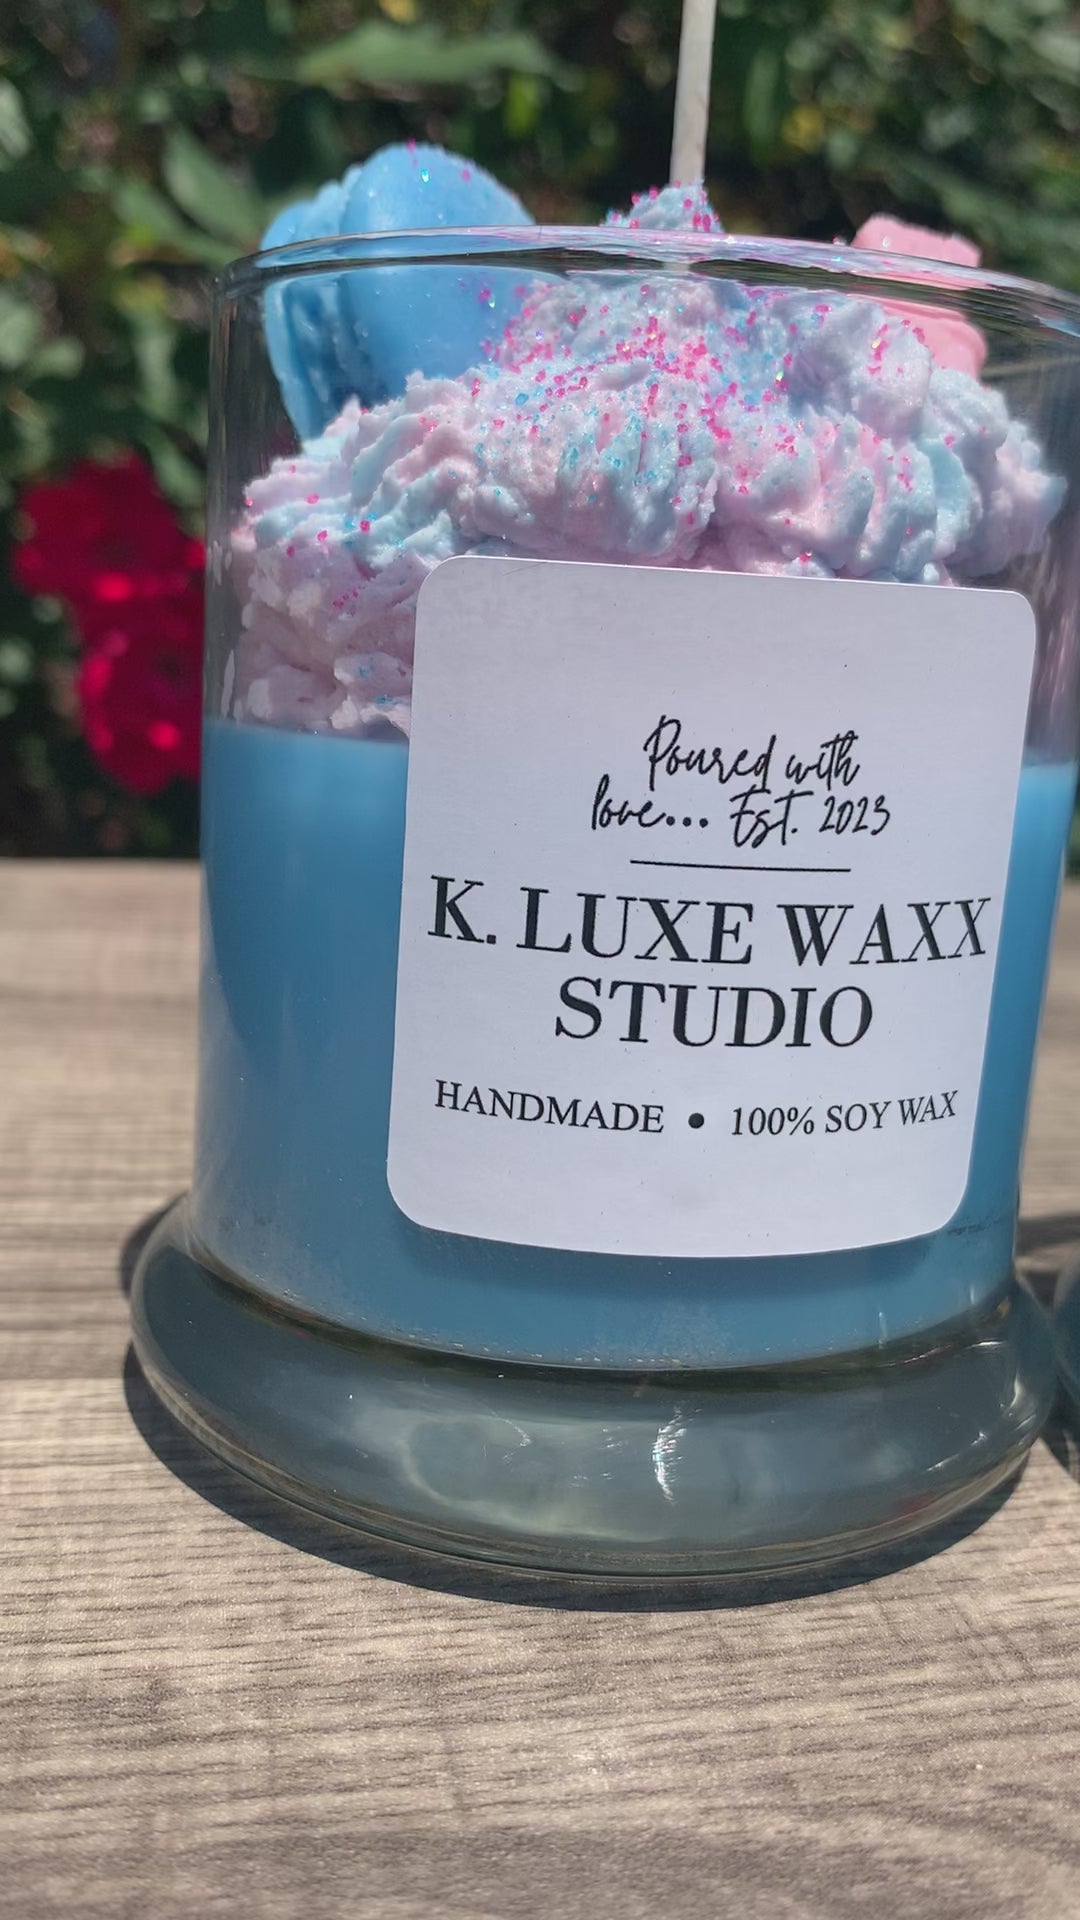 Poured with
love... Est. 2023
K. LUXE WAXX
STUDIO
HANDMADE • 100% SOY WAX